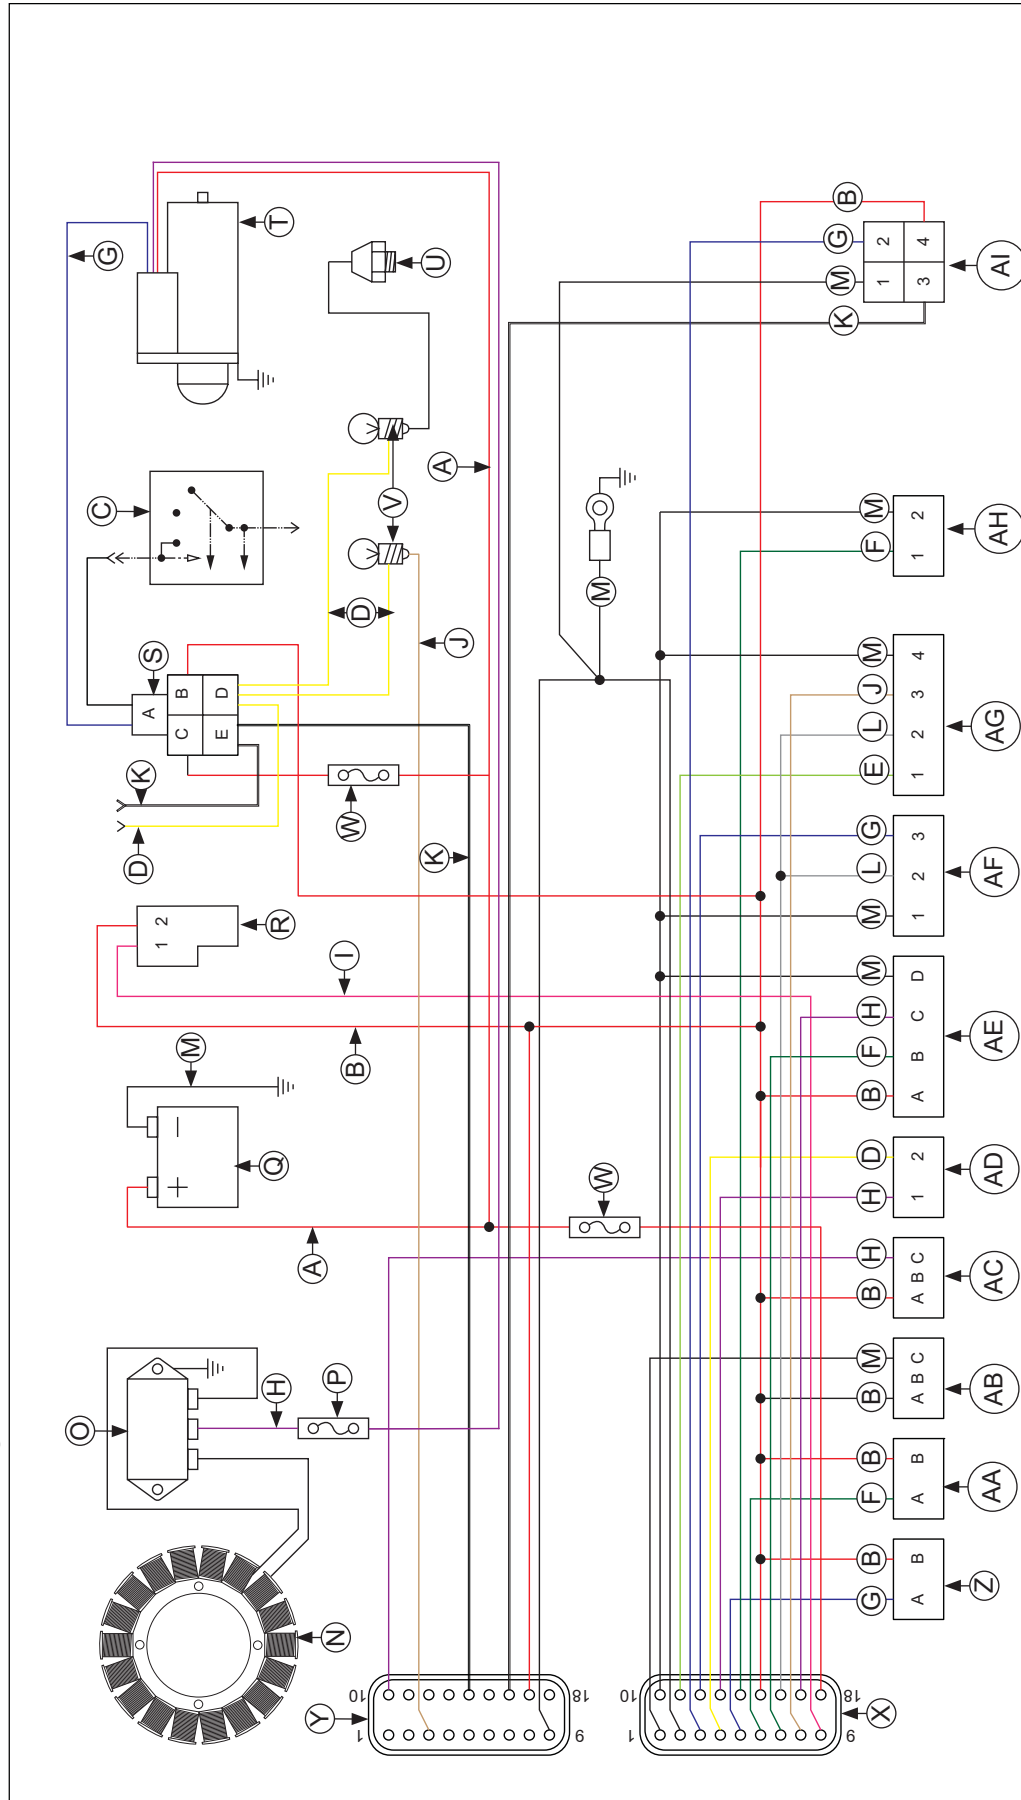 G
T
U
C
A
V
S
A
B
C
D
E
D
J
K
D
W
K
R
1 2
I
B
M
Q
+ −
A
W
O
H
P
N
Y
10 18
1 9
X
10 18
1 9
M
B
G
M
K
1 2
3 4
AI
M
F
1 2
AH
M
J
L
E
1 2 3 4
AG
G
L
M
1 2 3
AF
M
H
F
B
A B C D
AE
D
H
1 2
AD
H
B
A B C
AC
M
B
A B C
AB
B
F
A B
AA
B
G
A B
Z